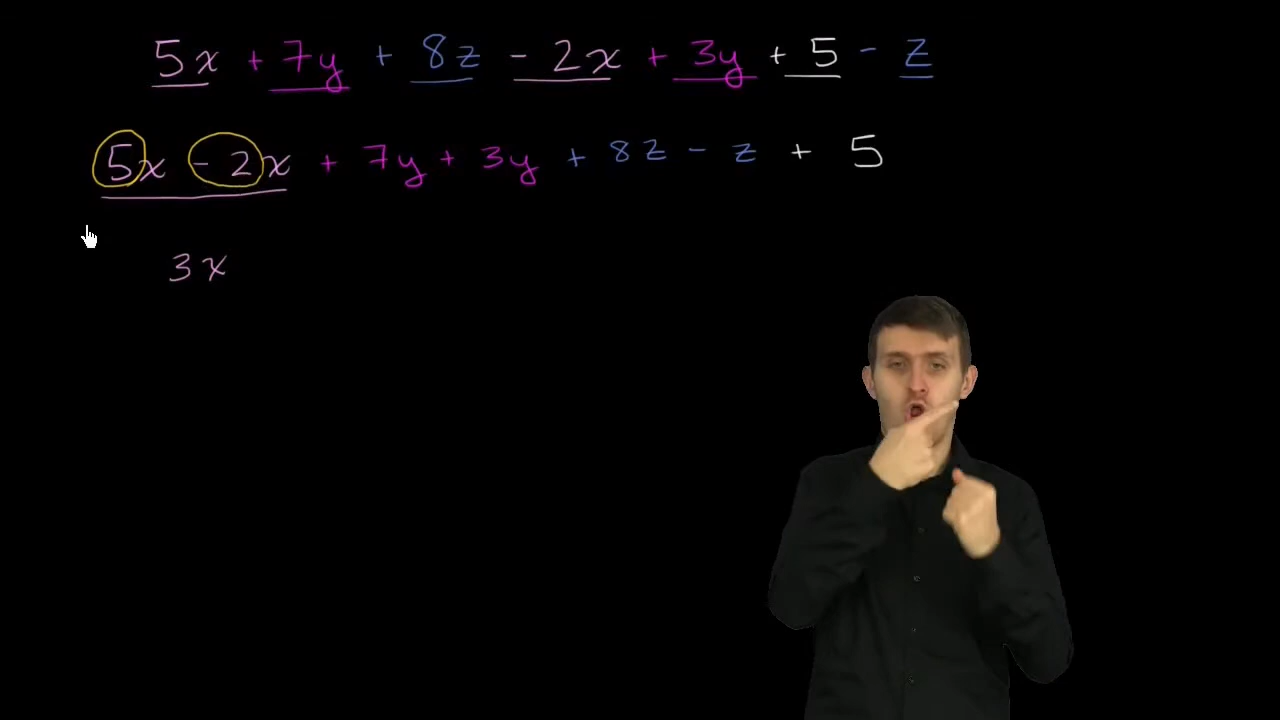 5x + 7y + 8z - 2x + 3y + 5 - z
5x - 2x + 7y + 3y + 8z - z + 5
3x